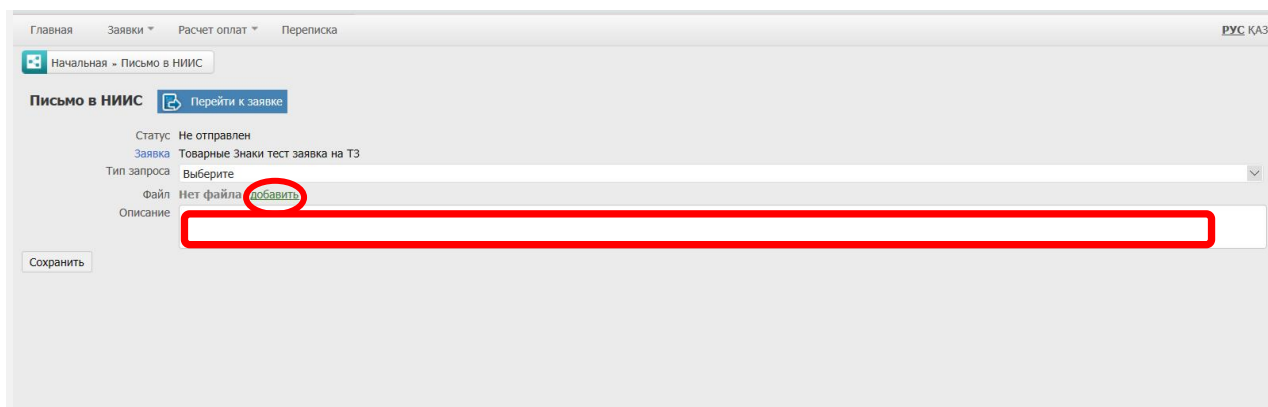 Главная Заявки Расчет оплат Переписка РУС ҚАЗ
Начальная » Письмо в НИИС
Письмо в НИИС Перейти к заявке
Статус Не отправлен
Заявка Товарные Знаки тест заявка на ТЗ
Тип запроса Выберите
Файл Нет файла добавить
Описание
Сохранить